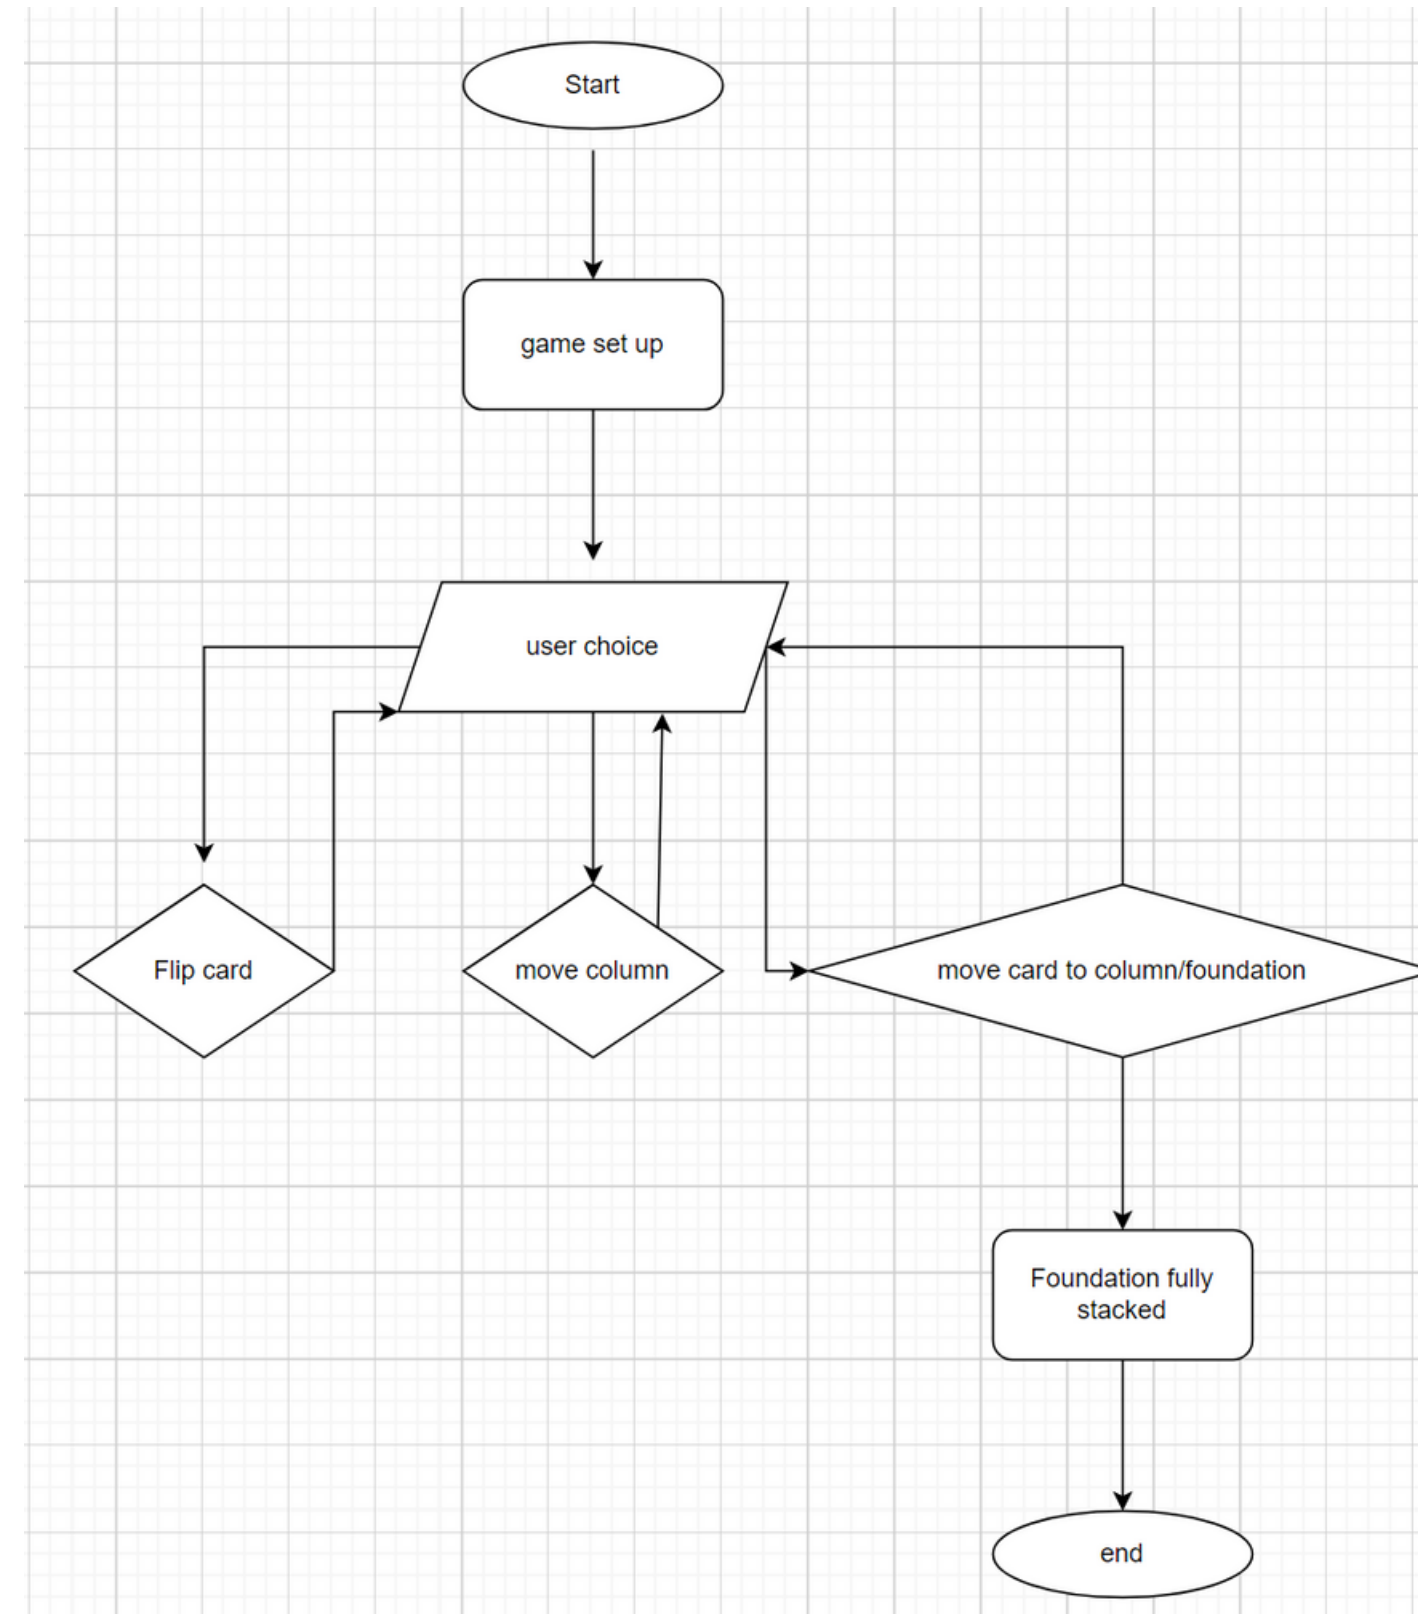 Start
game set up
user choice
Flip card
move column
move card to column/foundation
Foundation fully
stacked
end